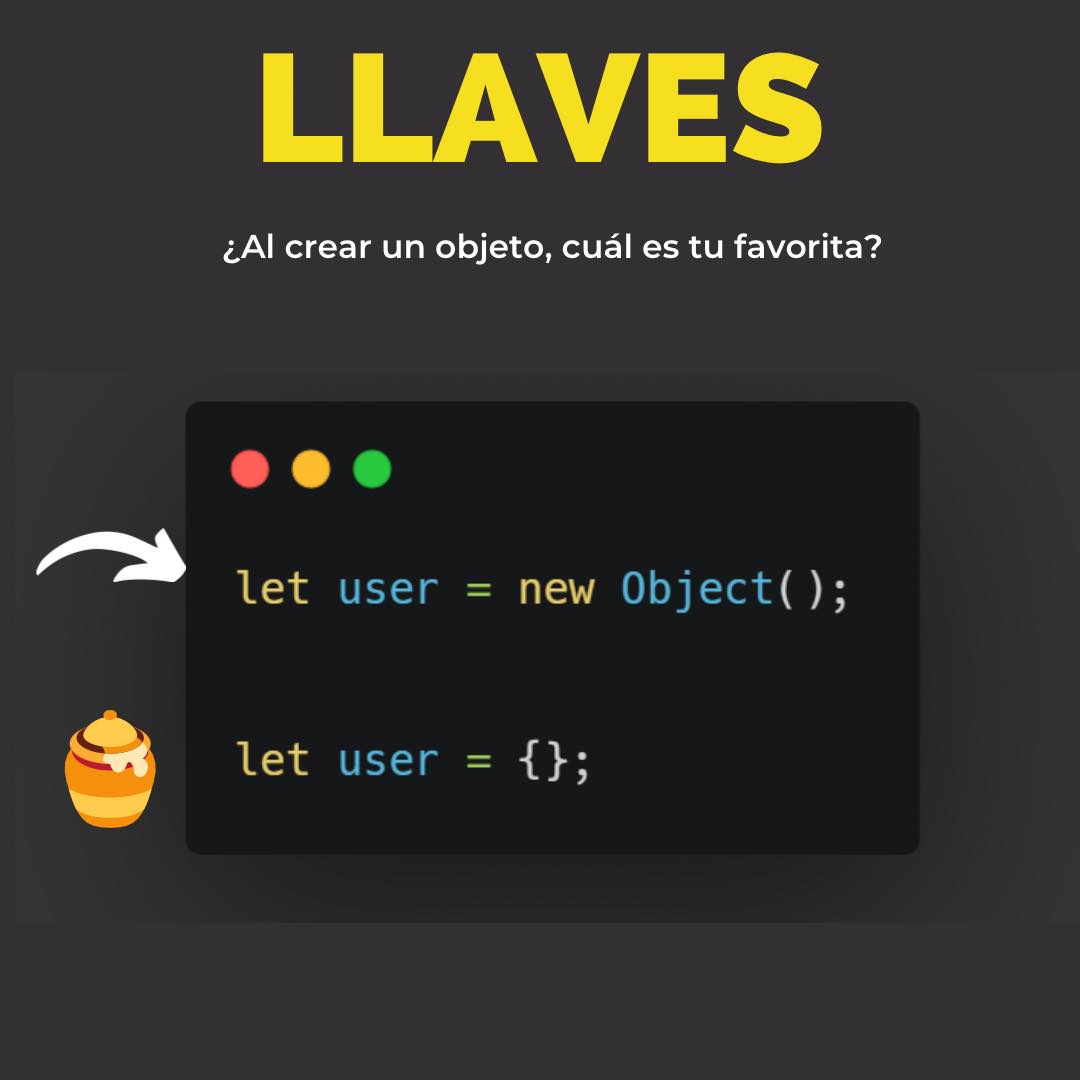 LLAVES
¿Al crear un objeto, cuál es tu favorita?
let user = new Object();
let user = {};